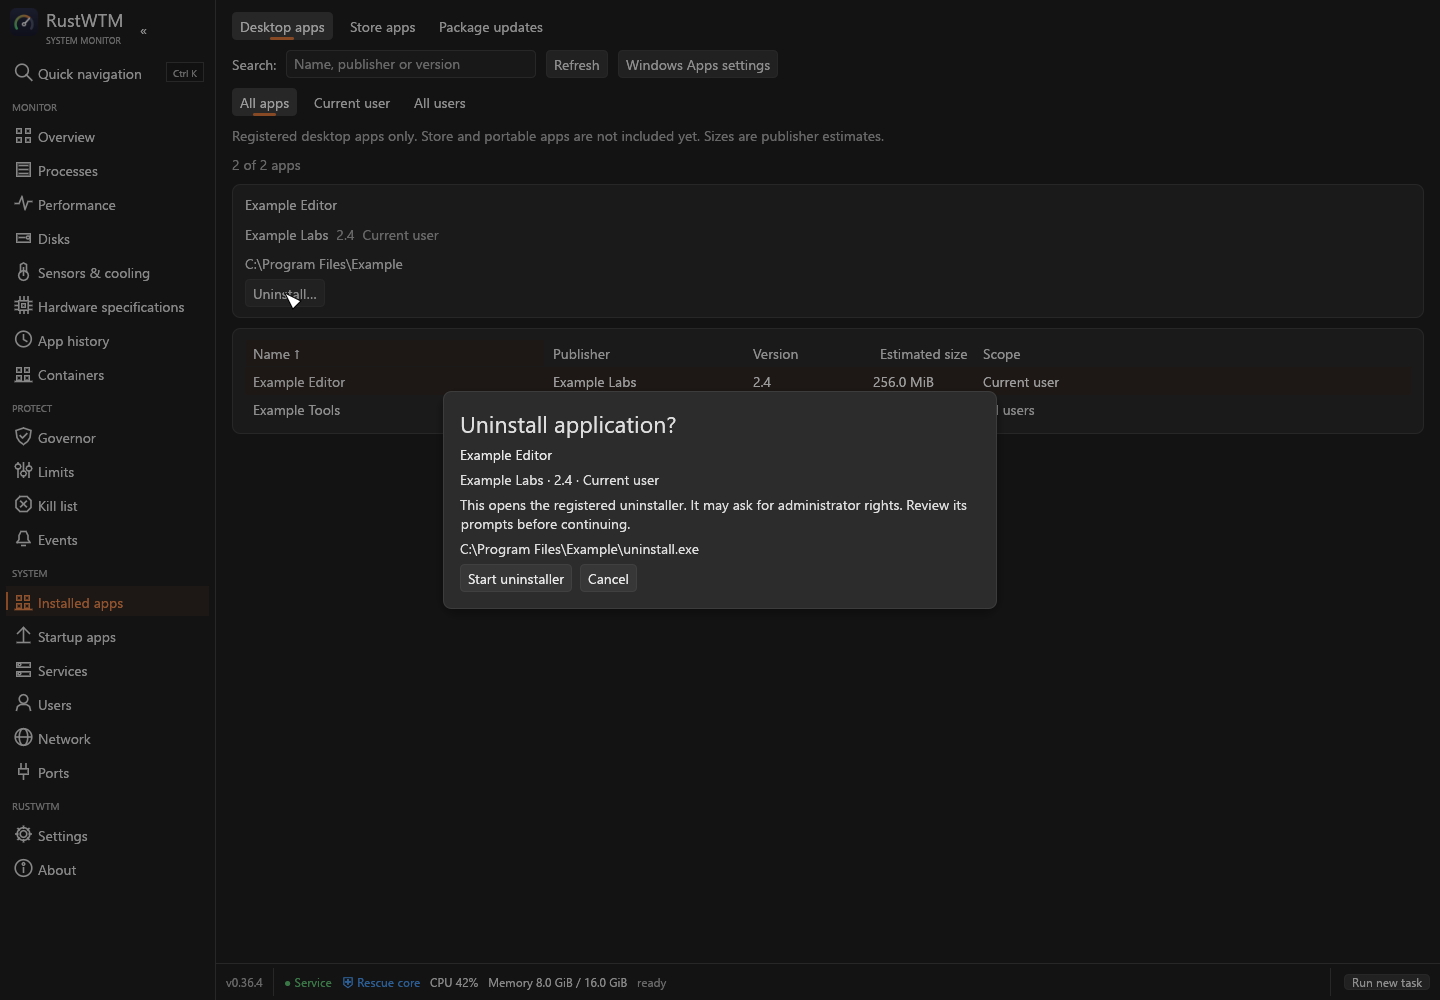 RustWTM
SYSTEM MONITOR
«
Quick navigation Ctrl K
MONITOR
Overview
Processes
Performance
Disks
Sensors & cooling
Hardware specifications
App history
Containers
PROTECT
Governor
Limits
Kill list
Events
SYSTEM
Installed apps
Startup apps
Services
Users
Network
Ports
RUSTWTM
Settings
About
Desktop apps Store apps Package updates
Search: Name, publisher or version Refresh Windows Apps settings
All apps Current user All users
Registered desktop apps only. Store and portable apps are not included yet. Sizes are publisher estimates.
2 of 2 apps
Example Editor
Example Labs 2.4 Current user
C:\Program Files\Example
Uninstall...
Name ↑ Publisher Version Estimated size Scope
Example Editor Example Labs 2.4 256.0 MiB Current user
Example Tools users
Uninstall application?
Example Editor
Example Labs · 2.4 · Current user
This opens the registered uninstaller. It may ask for administrator rights. Review its
prompts before continuing.
C:\Program Files\Example\uninstall.exe
Start uninstaller Cancel
v0.36.4 Service Rescue core CPU 42% Memory 8.0 GiB / 16.0 GiB ready Run new task